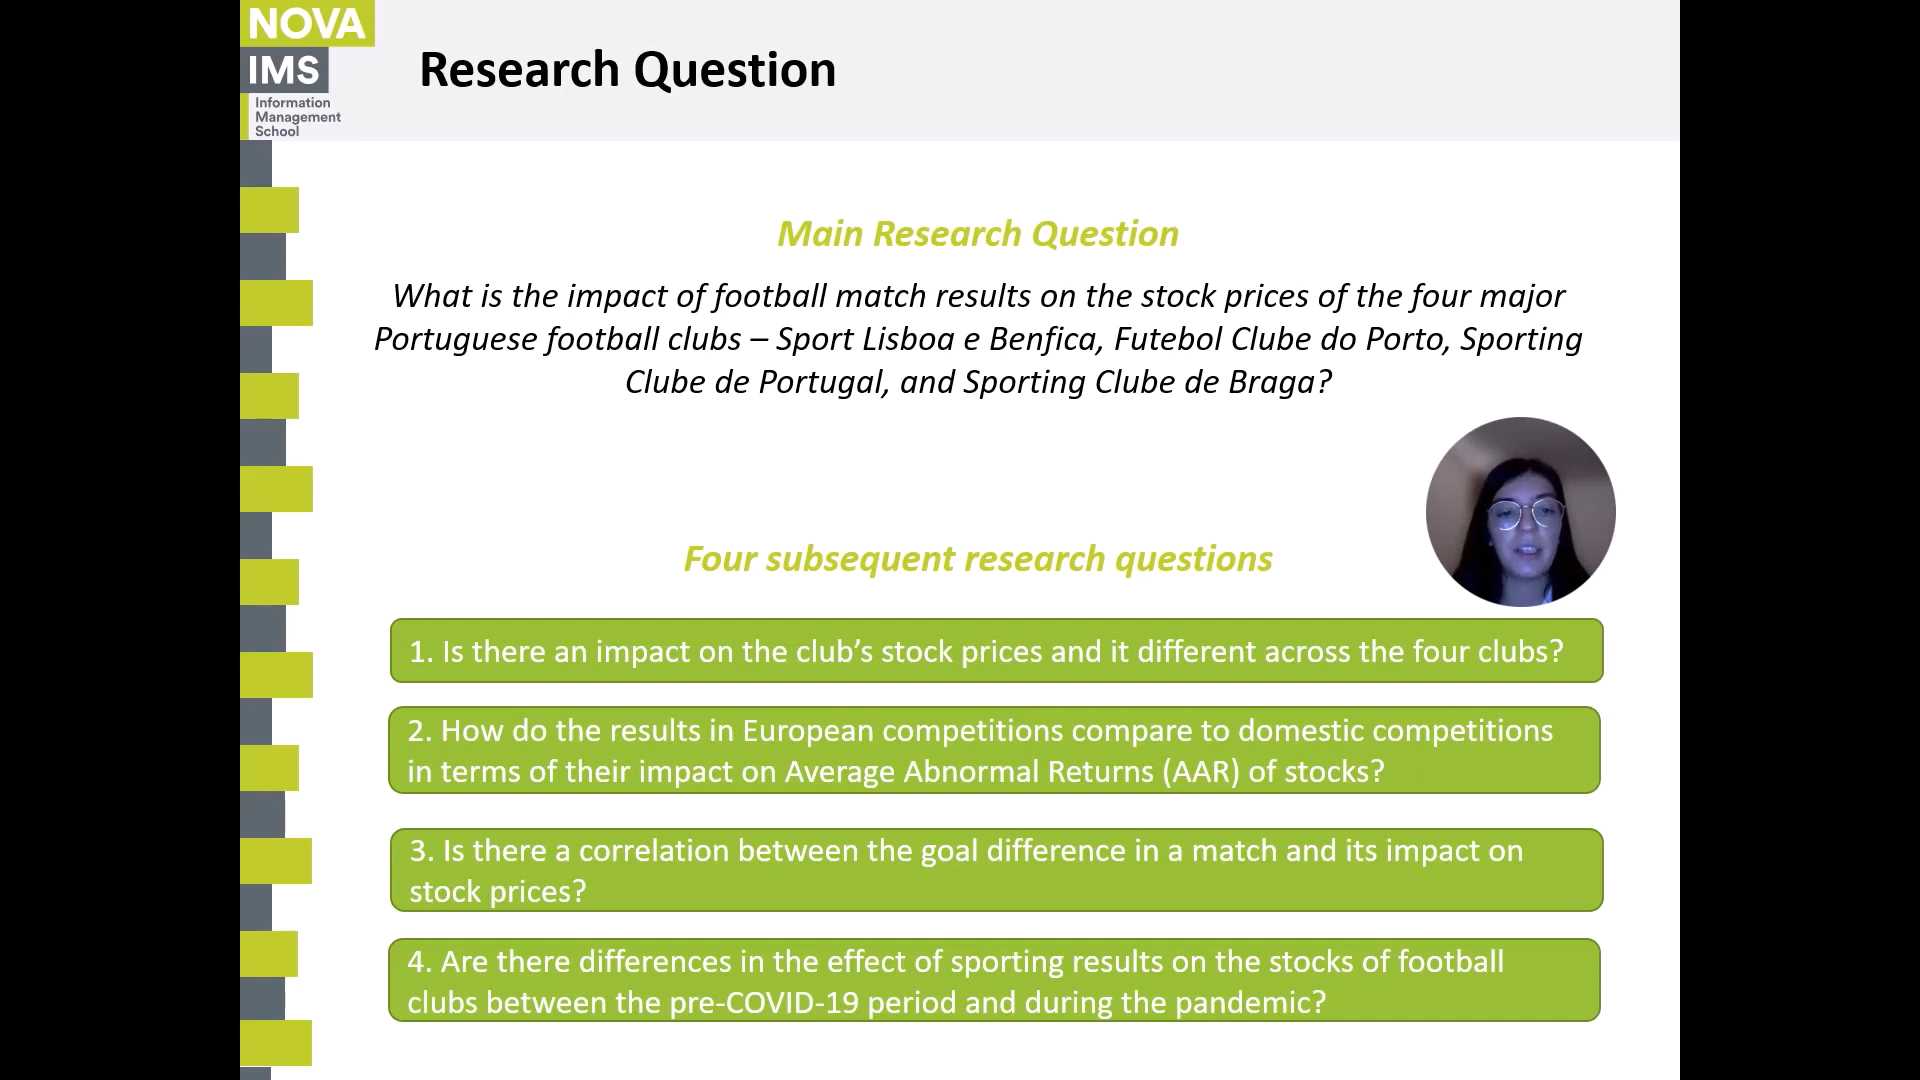 NOVA
IMS
Information
Management
School
Research Question
Main Research Question
What is the impact of football match results on the stock prices of the four major
Portuguese football clubs – Sport Lisboa e Benfica, Futebol Clube do Porto, Sporting
Clube de Portugal, and Sporting Clube de Braga?
Four subsequent research questions
1. Is there an impact on the club’s stock prices and it different across the four clubs?
2. How do the results in European competitions compare to domestic competitions
in terms of their impact on Average Abnormal Returns (AAR) of stocks?
3. Is there a correlation between the goal difference in a match and its impact on
stock prices?
4. Are there differences in the effect of sporting results on the stocks of football
clubs between the pre-COVID-19 period and during the pandemic?